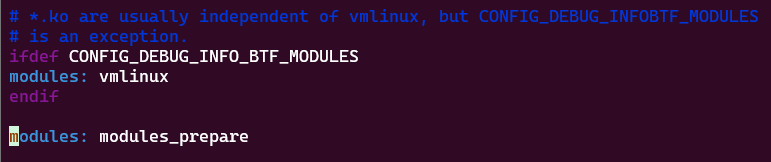 # *.ko are usually independent of vmlinux, but CONFIG_DEBUG_INFOBTF_MODULES
# is an exception.
ifdef CONFIG_DEBUG_INFO_BTF_MODULES
modules: vmlinux
endif
modules: modules_prepare